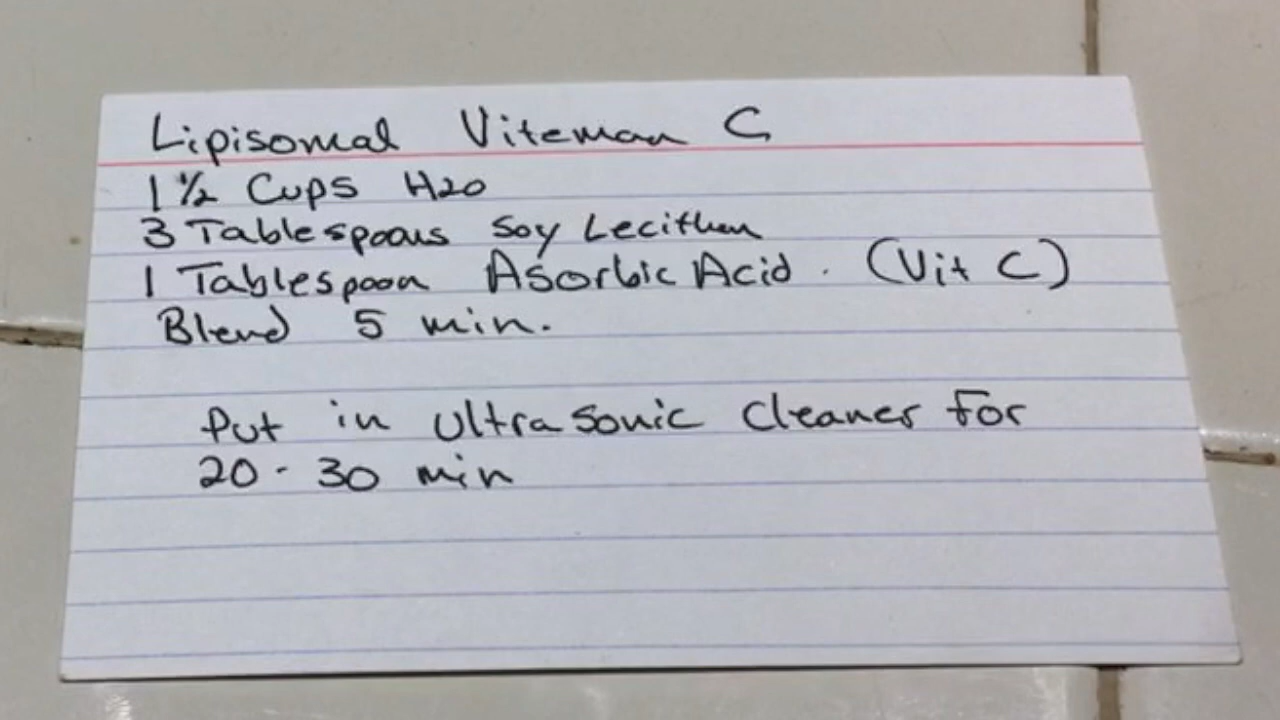 Lipisomal Viteman C
1 ½ Cups H20
3 Tablespoons Soy Lecithen
1 Tablespoon Asorbic Acid. (Vit C)
Blend 5 min.
Put in Ultrasonic Cleaner for
20 - 30 min